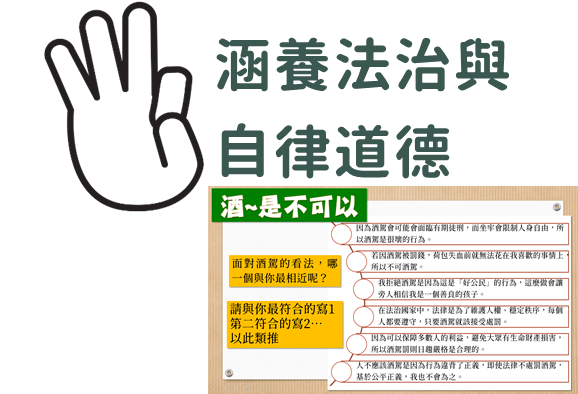 涵養法治與
自律道德
酒~是不可以
面對酒駕的看法，哪
一個與你最相近呢？
請與你最符合的寫1
第二符合的寫2…
以此類推
因為酒駕會可能會面臨有期徒刑，而坐牢會限制人身自由，所
以酒駕是很壞的行為。
若因酒駕被罰錢，荷包失血前就無法花在我喜歡的事情上，
所以不可酒駕。
我拒絕酒駕是因為這是「好公民」的行為，這麼做會讓
旁人相信我是一個善良的孩子。
在法治國家中，法律是為了維護人權、穩定秩序，每個
人都要遵守，只要酒駕就該接受處罰。
因為可以保障多數人的利益，避免大眾有生命財產損害，
所以酒駕罰則日趨嚴格是合理的。
人不應該酒駕是因為行為違背了正義，即使法律不處罰酒駕，
基於公平正義，我也不會為之。